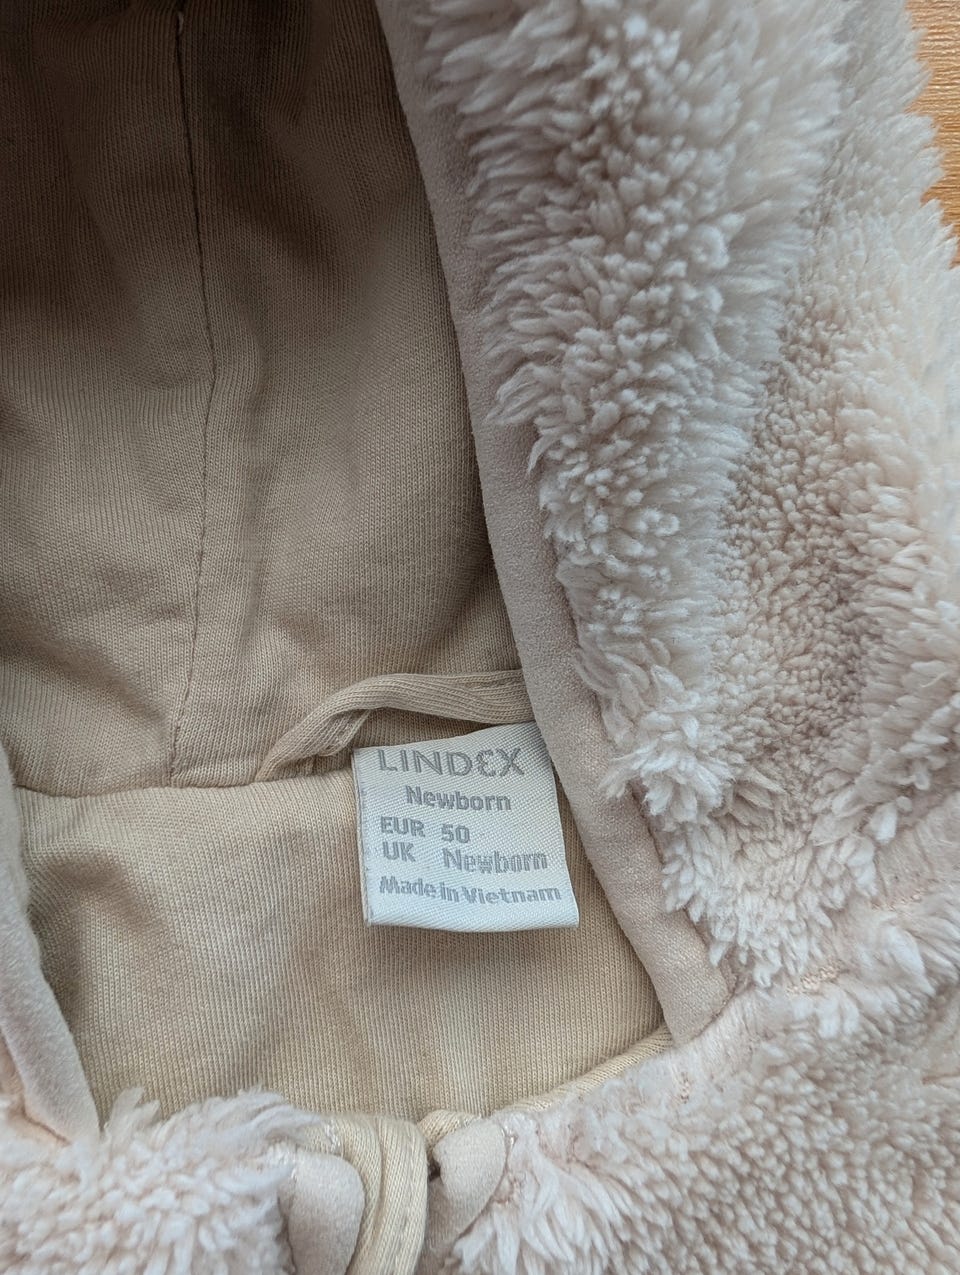 LINDEX
Newborn
EUR 50
UK Newborn
Made in Vietnam